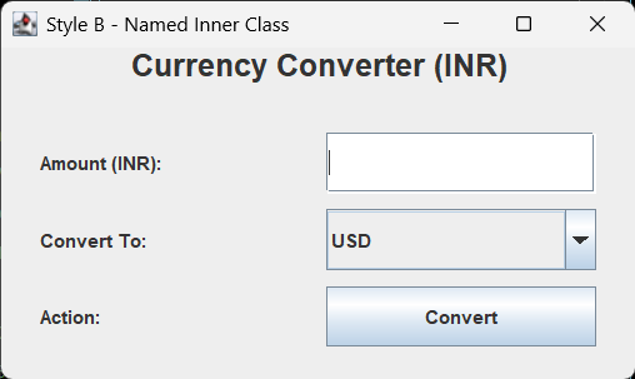 Style B - Named Inner Class
Currency Converter (INR)
Amount (INR):
Convert To:
USD
Action:
Convert